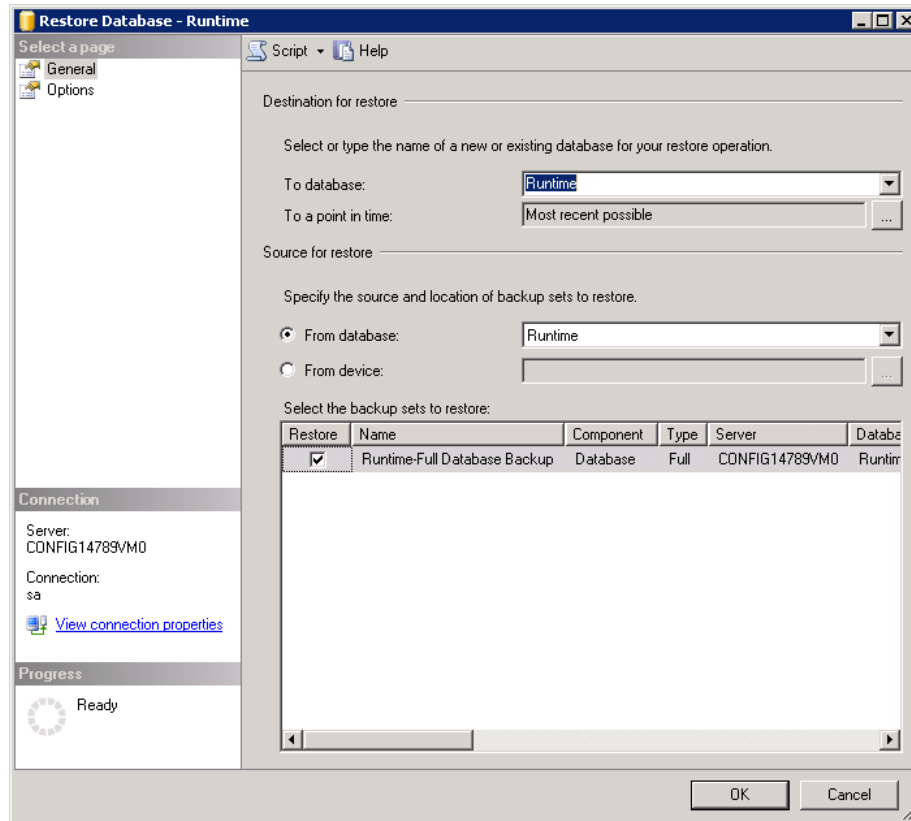 Restore Database - Runtime
Select a page
General
Options
Script
Help
Destination for restore
Select or type the name of a new or existing database for your restore operation.
To database:
Runtime
To a point in time:
Most recent possible
...
Source for restore
Specify the source and location of backup sets to restore.
From database:
Runtime
From device:
...
Select the backup sets to restore:
Restore Name Component Type Server Databa
Runtime-Full Database Backup Database Full CONFIG14789VM0 Runtim
Connection
Server:
CONFIG14789VM0
Connection:
sa
View connection properties
Progress
Ready
OK Cancel